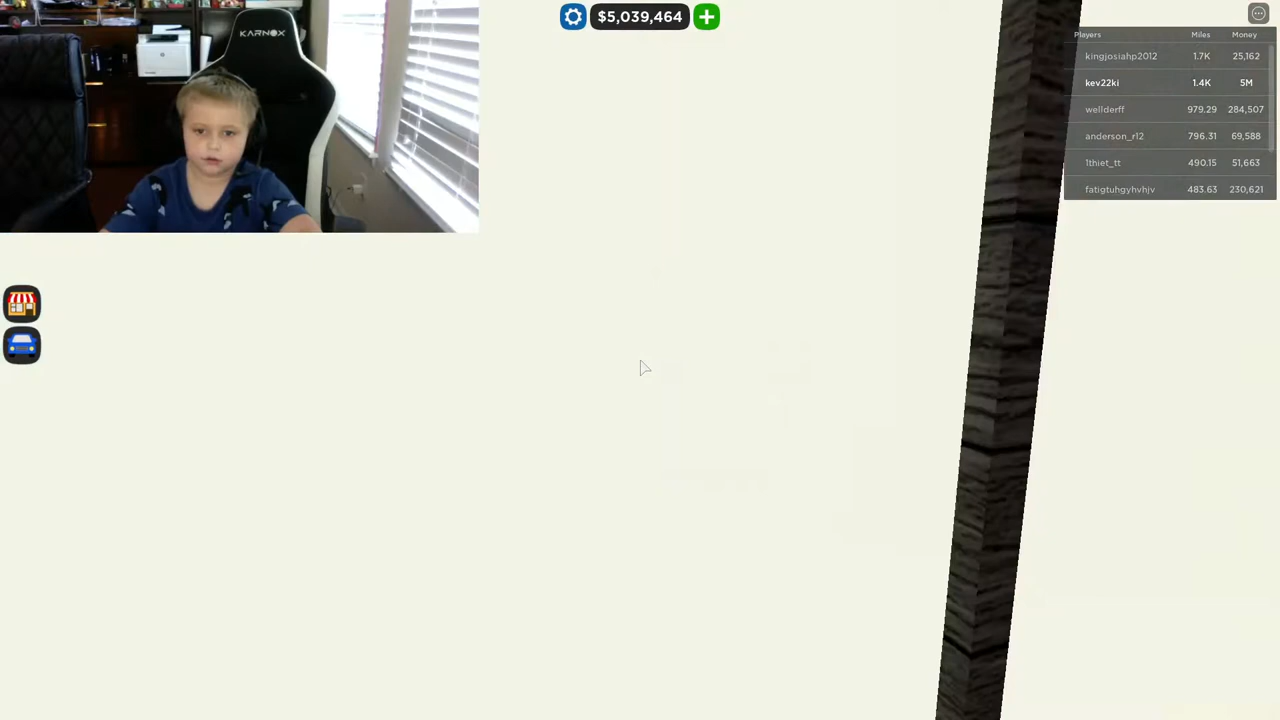 KARNOX
$5,039,464
Players Miles Money
kingjosiahp2012 1.7K 25,162
kev22ki 1.4K 5M
wellderff 979.29 284,507
anderson_r12 796.31 69,588
1thiet_tt 490.15 51,663
fatigtuhgyhvhjv 483.63 230,621